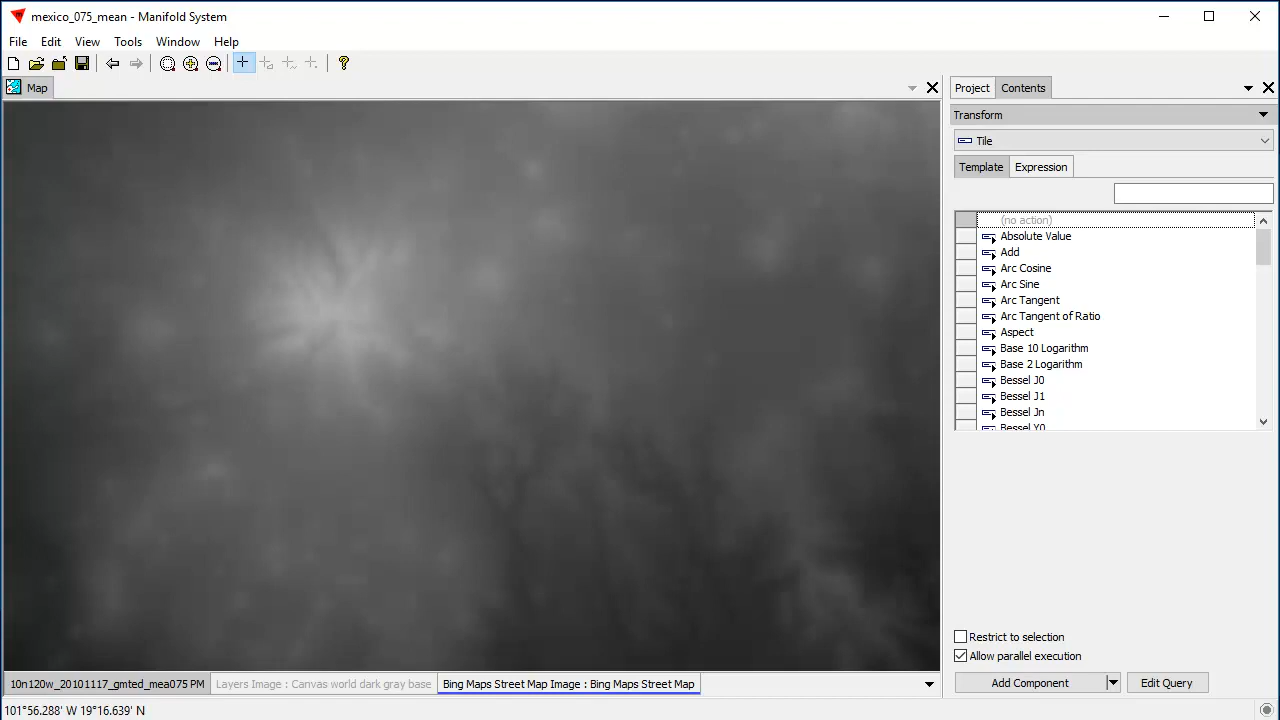 mexico_075_mean - Manifold System
File Edit View Tools Window Help
Map
Project Contents
Transform
Tile
Template Expression
(no action)
Absolute Value
Add
Arc Cosine
Arc Sine
Arc Tangent
Arc Tangent of Ratio
Aspect
Base 10 Logarithm
Base 2 Logarithm
Bessel J0
Bessel J1
Bessel Jn
Bessel Y0
Restrict to selection
Allow parallel execution
Add Component Edit Query
10n120w_20101117_gmted_mea075 PM Layers Image : Canvas world dark gray base Bing Maps Street Map Image : Bing Maps Street Map
101°56.288' W 19°16.639' N